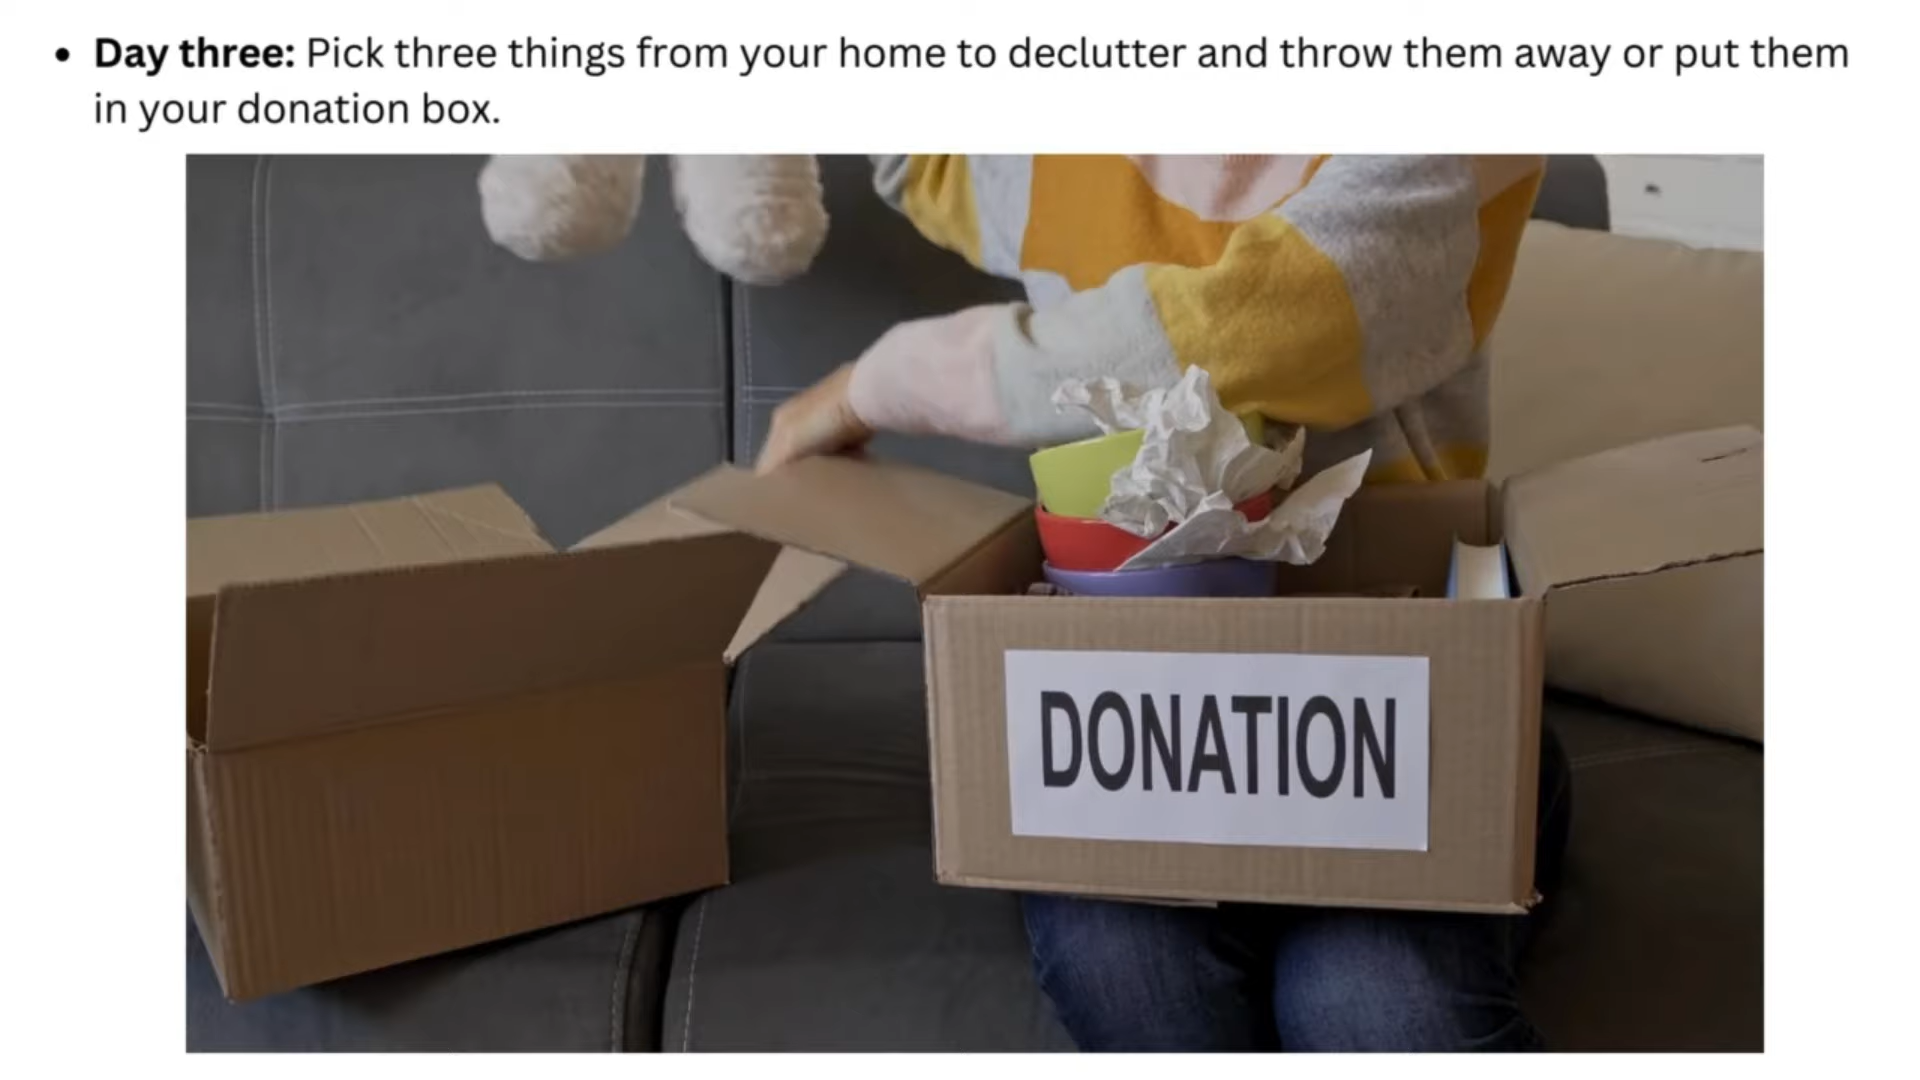 • Day three: Pick three things from your home to declutter and throw them away or put them
in your donation box.
DONATION